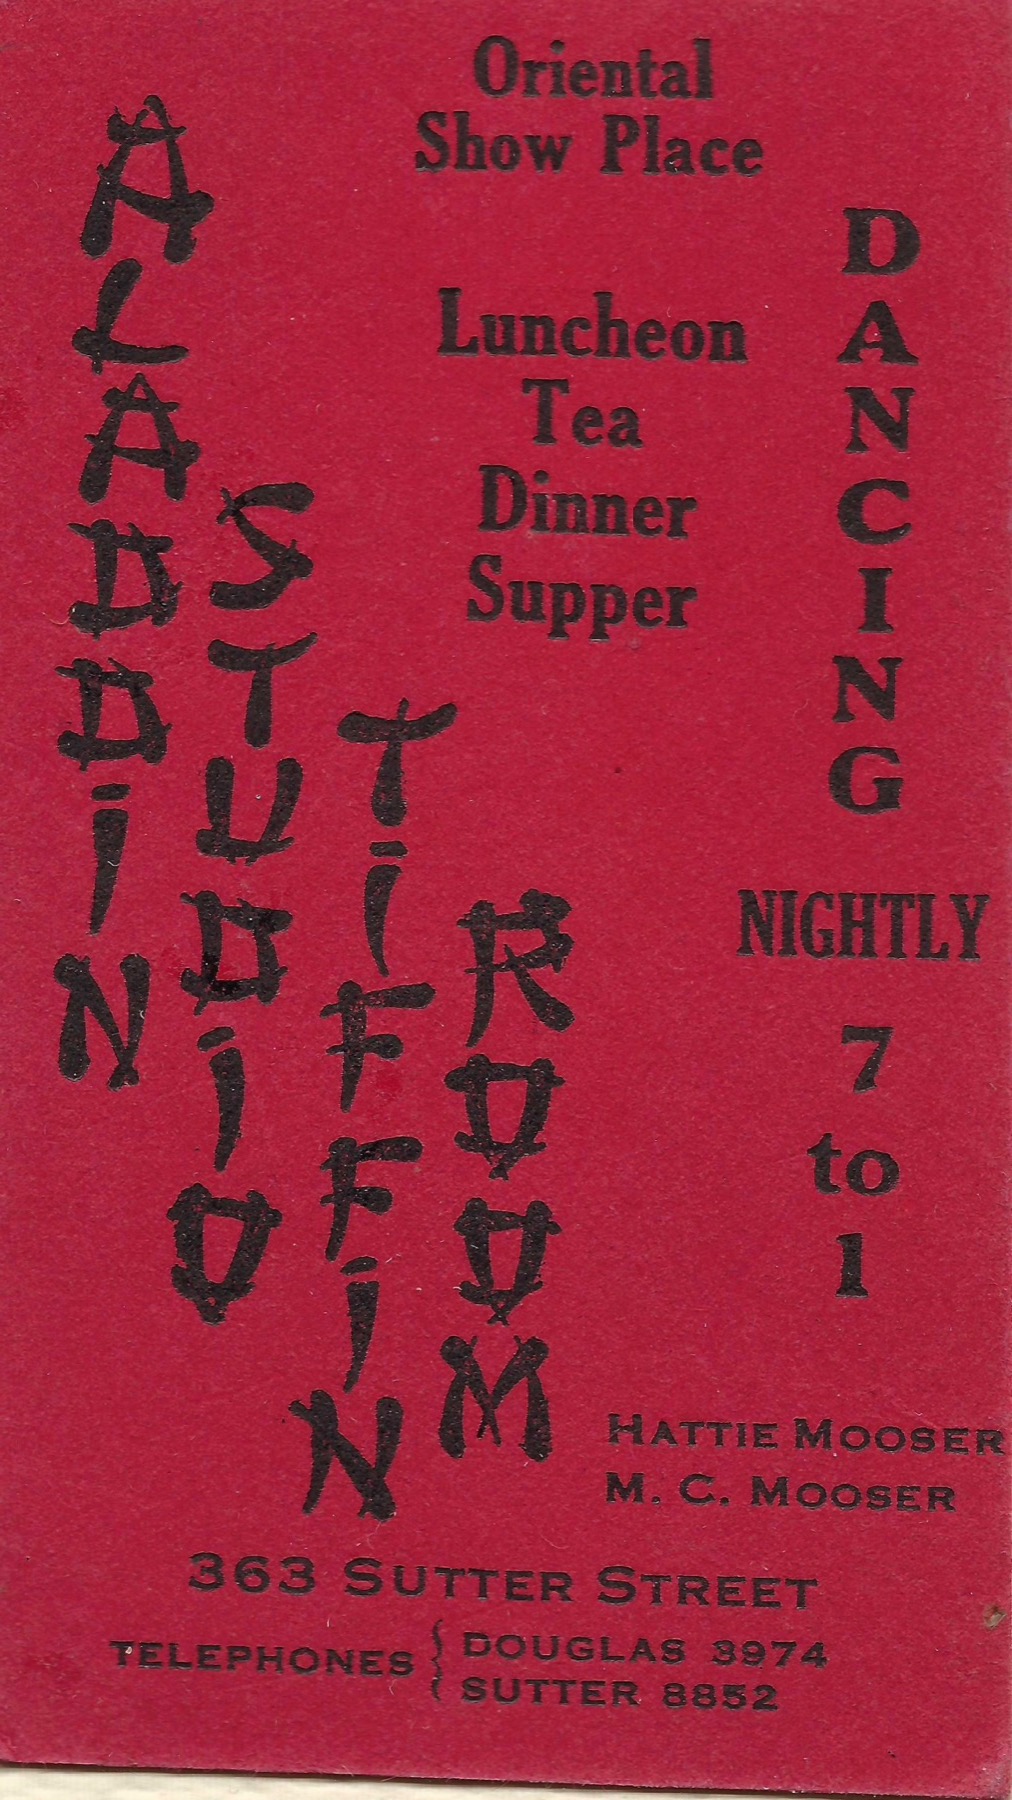 Oriental
Show Place
ALADDIN
STUDIO
TIFFIN
ROOM
Luncheon
Tea
Dinner
Supper
DANCING
NIGHTLY
7
to
1
HATTIE MOOSER
M. C. MOOSER
363 SUTTER STREET
TELEPHONES { DOUGLAS 3974
SUTTER 8852